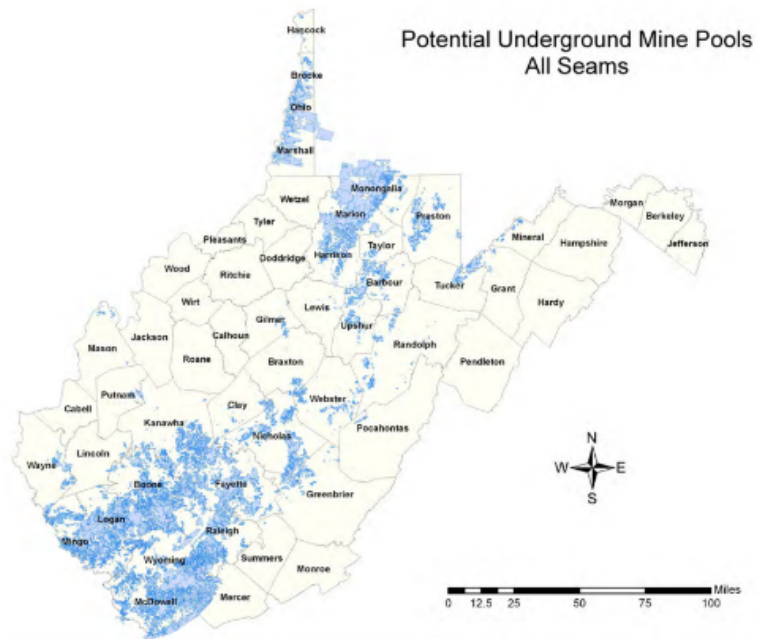 Potential Underground Mine Pools
All Seams
Hancock
Brooke
Ohio
Marshall
Wetzel
Monongalia
Marion
Preston
Tyler
Pleasants
Doddridge
Harrison
Taylor
Barbour
Mineral
Hampshire
Morgan
Berkeley
Jefferson
Wood
Ritchie
Wirt
Lewis
Tucker
Grant
Hardy
Mason
Jackson
Calhoun
Gilmer
Upshur
Randolph
Pendleton
Roane
Braxton
Putnam
Cabell
Kanawha
Clay
Webster
Pocahontas
Nicholas
Wayne
Lincoln
Boone
Fayette
Greenbrier
Logan
Mingo
Raleigh
Wyoming
Summers
Monroe
McDowell
Mercer
N
W E
S
Miles
0 12.5 25 50 75 100